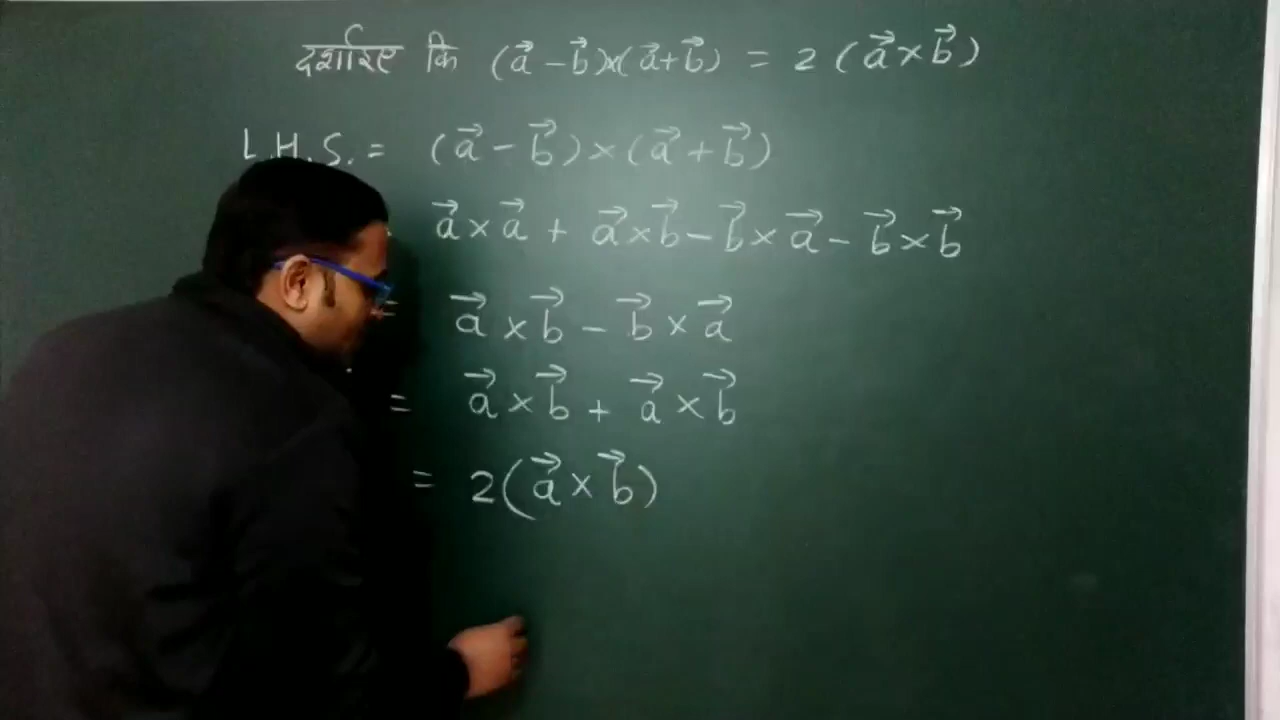 दर्शाइए कि (a⃗ − b⃗)×(a⃗ + b⃗) = 2 (a⃗ × b⃗)
L.H.S. = (a⃗ − b⃗) × (a⃗ + b⃗)
a⃗ × a⃗ + a⃗ × b⃗ − b⃗ × a⃗ − b⃗ × b⃗
= a⃗ × b⃗ − b⃗ × a⃗
= a⃗ × b⃗ + a⃗ × b⃗
= 2(a⃗ × b⃗)